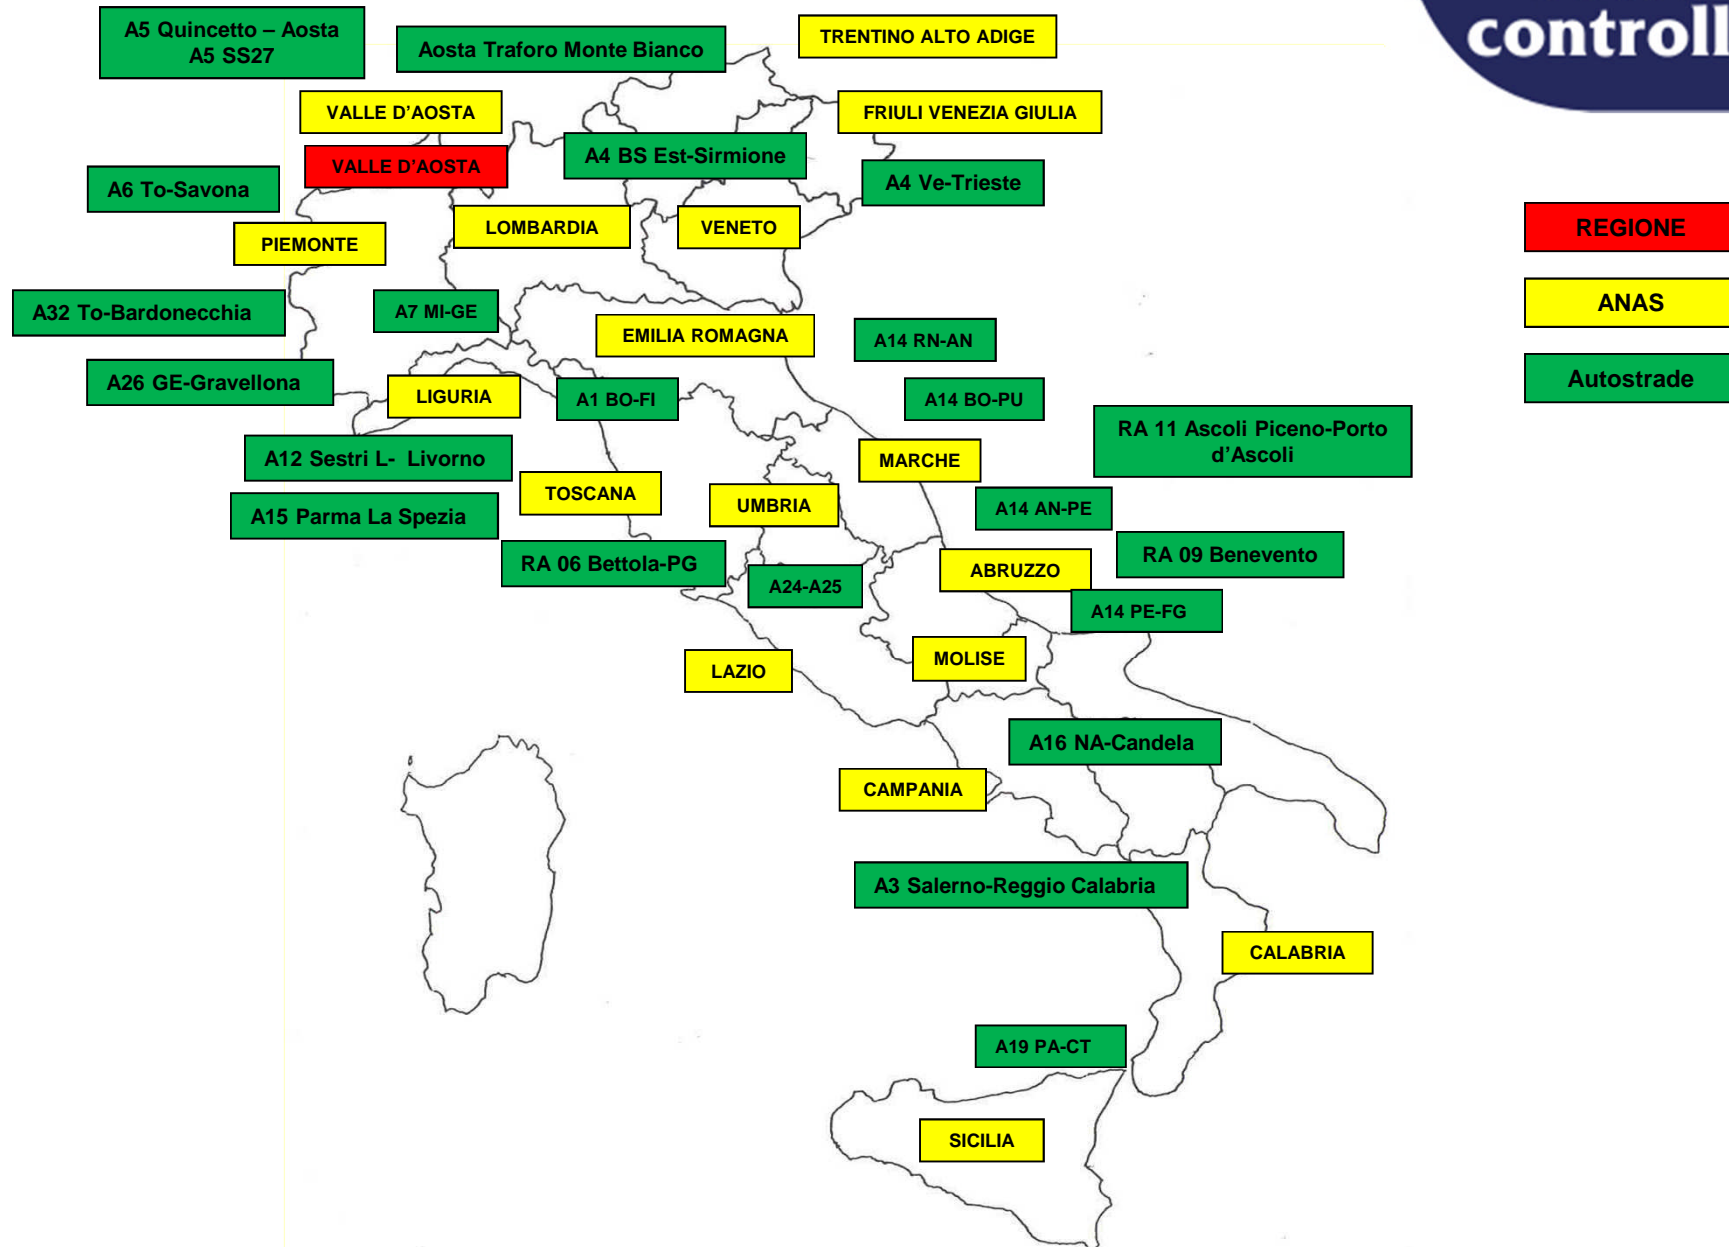 controll
A5 Quincetto – Aosta
A5 SS27
Aosta Traforo Monte Bianco
TRENTINO ALTO ADIGE
VALLE D'AOSTA
FRIULI VENEZIA GIULIA
VALLE D'AOSTA
A4 BS Est-Sirmione
A6 To-Savona
A4 Ve-Trieste
PIEMONTE
LOMBARDIA
VENETO
REGIONE
A32 To-Bardonecchia
A7 MI-GE
EMILIA ROMAGNA
A14 RN-AN
ANAS
A26 GE-Gravellona
LIGURIA
A1 BO-FI
A14 BO-PU
Autostrade
RA 11 Ascoli Piceno-Porto
d'Ascoli
A12 Sestri L- Livorno
MARCHE
A15 Parma La Spezia
TOSCANA
UMBRIA
A14 AN-PE
RA 06 Bettola-PG
A24-A25
ABRUZZO
RA 09 Benevento
A14 PE-FG
LAZIO
MOLISE
A16 NA-Candela
CAMPANIA
A3 Salerno-Reggio Calabria
CALABRIA
A19 PA-CT
SICILIA